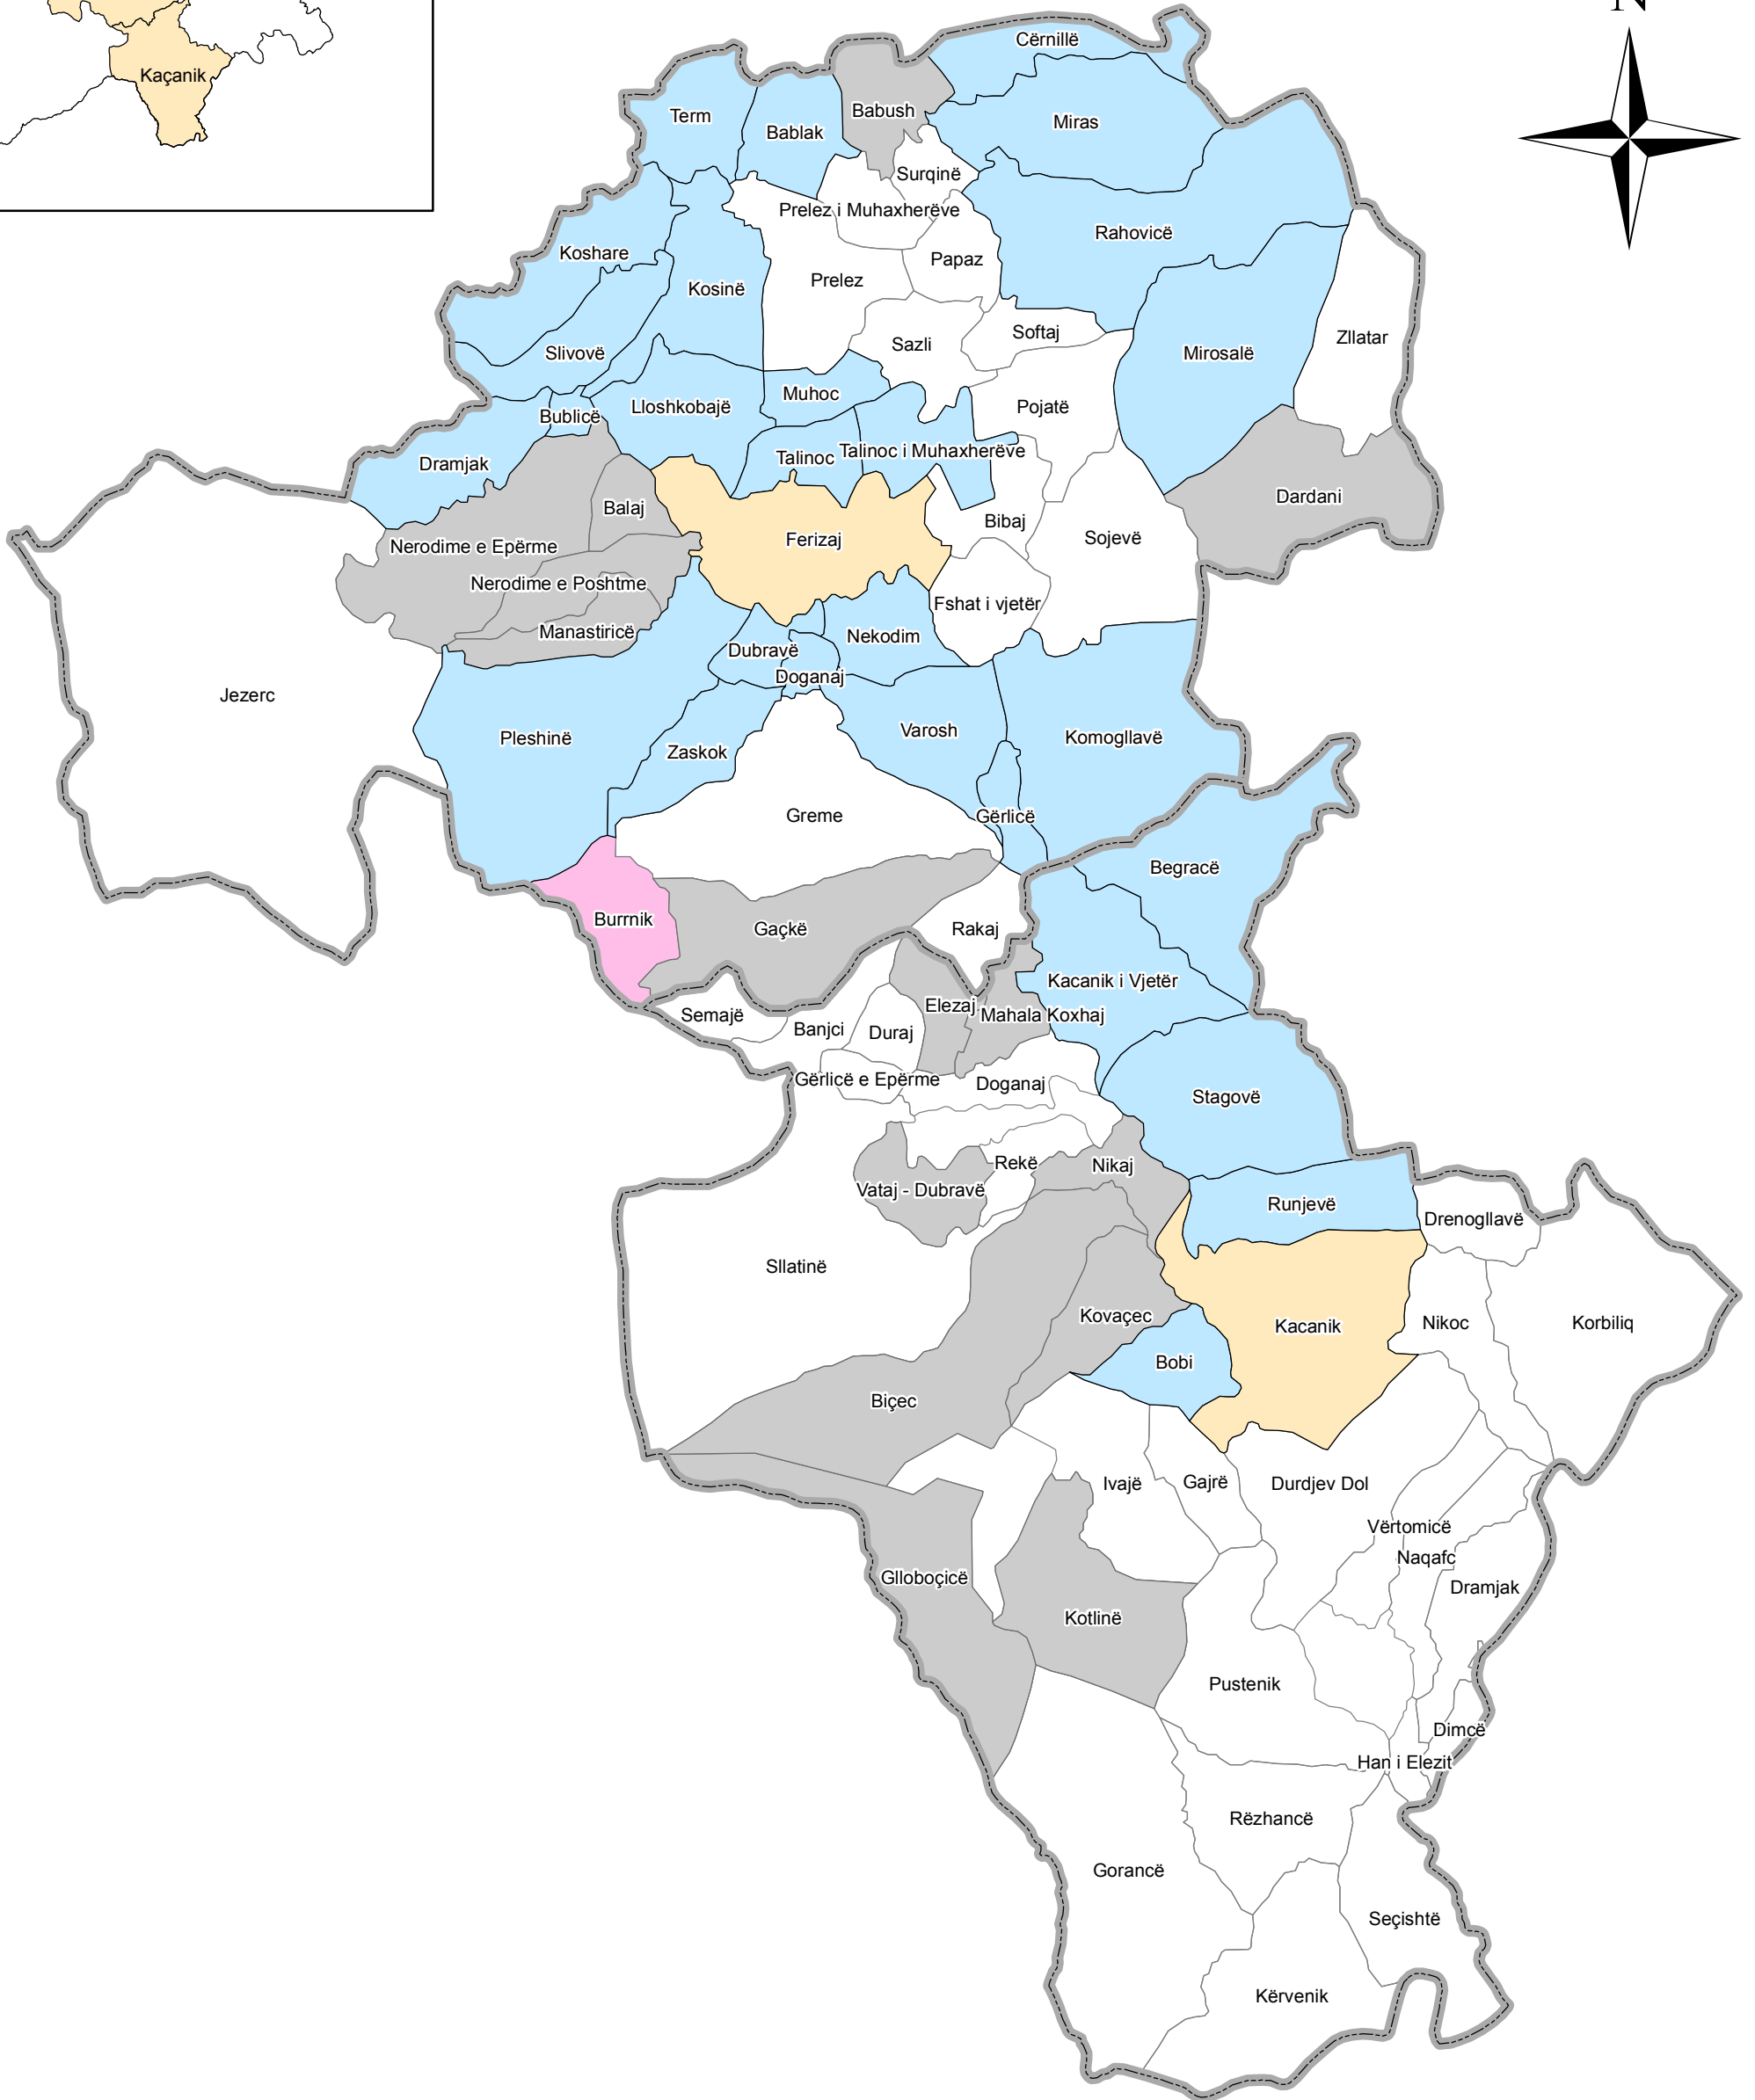 N
Kaçanik
Cërnillë
Term
Bablak
Babush
Miras
Surqinë
Prelez i Muhaxherëve
Rahovicë
Koshare
Papaz
Prelez
Kosinë
Softaj
Zllatar
Sazli
Slivovë
Mirosalë
Muhoc
Lloshkobajë
Pojatë
Bublicë
Talinoc i Muhaxherëve
Talinoc
Dramjak
Dardani
Balaj
Bibaj
Ferizaj
Sojevë
Nerodime e Epërme
Nerodime e Poshtme
Fshat i vjetër
Manastiricë
Nekodim
Dubravë
Doganaj
Jezerc
Varosh
Pleshinë
Komogllavë
Zaskok
Greme
Gërlicë
Begracë
Burrnik
Gaçkë
Rakaj
Kacanik i Vjetër
Elezaj
Semajë
Mahala Koxhaj
Banjci
Duraj
Gërlicë e Epërme
Doganaj
Stagovë
Rekë
Nikaj
Vataj - Dubravë
Runjevë
Drenogllavë
Sllatinë
Kovaçec
Kacanik
Nikoc
Korbiliq
Bobi
Biçec
Ivajë
Gajrë
Durdjev Dol
Vërtomicë
Naqafc
Glloboçicë
Dramjak
Kotlinë
Pustenik
Dimcë
Han i Elezit
Rëzhancë
Gorancë
Seçishtë
Kërvenik